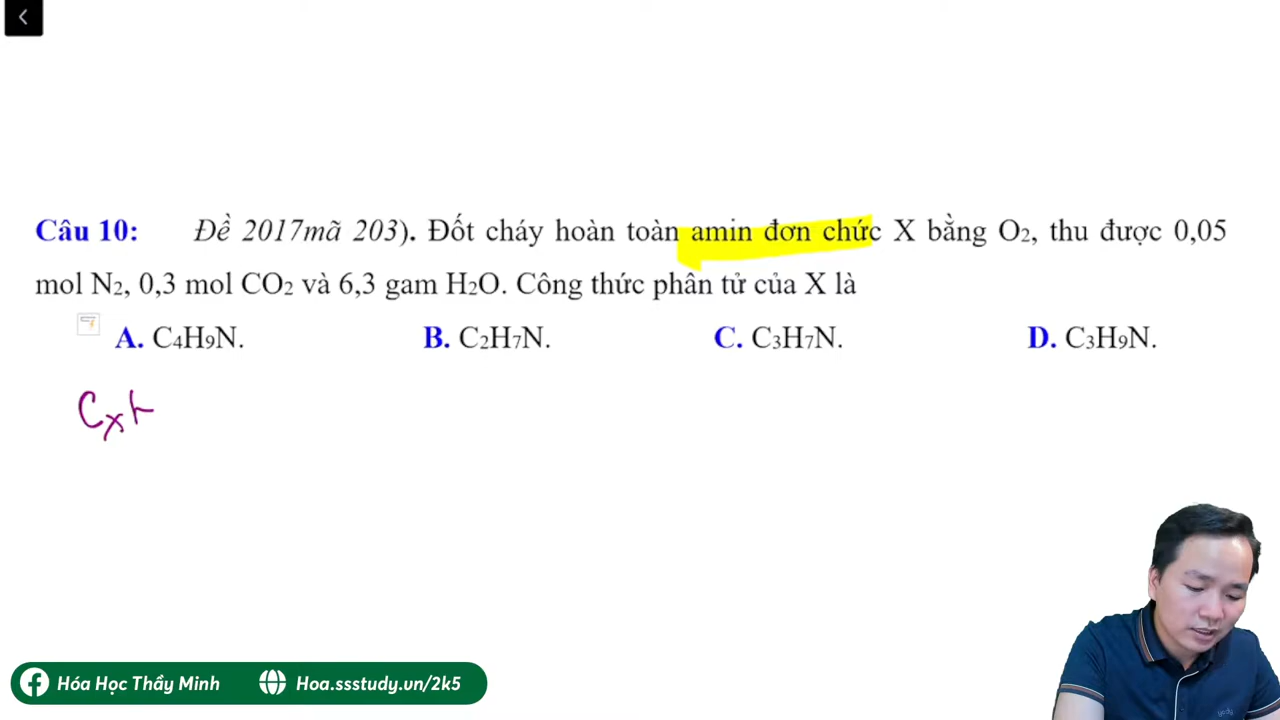 Câu 10: Đề 2017mã 203). Đốt cháy hoàn toàn amin đơn chức X bằng O₂, thu được 0,05
mol N₂, 0,3 mol CO₂ và 6,3 gam H₂O. Công thức phân tử của X là
A. C₄H₉N. B. C₂H₇N. C. C₃H₇N. D. C₃H₉N.
Cₓ
Hóa Học Thầy Minh Hoa.ssstudy.vn/2k5